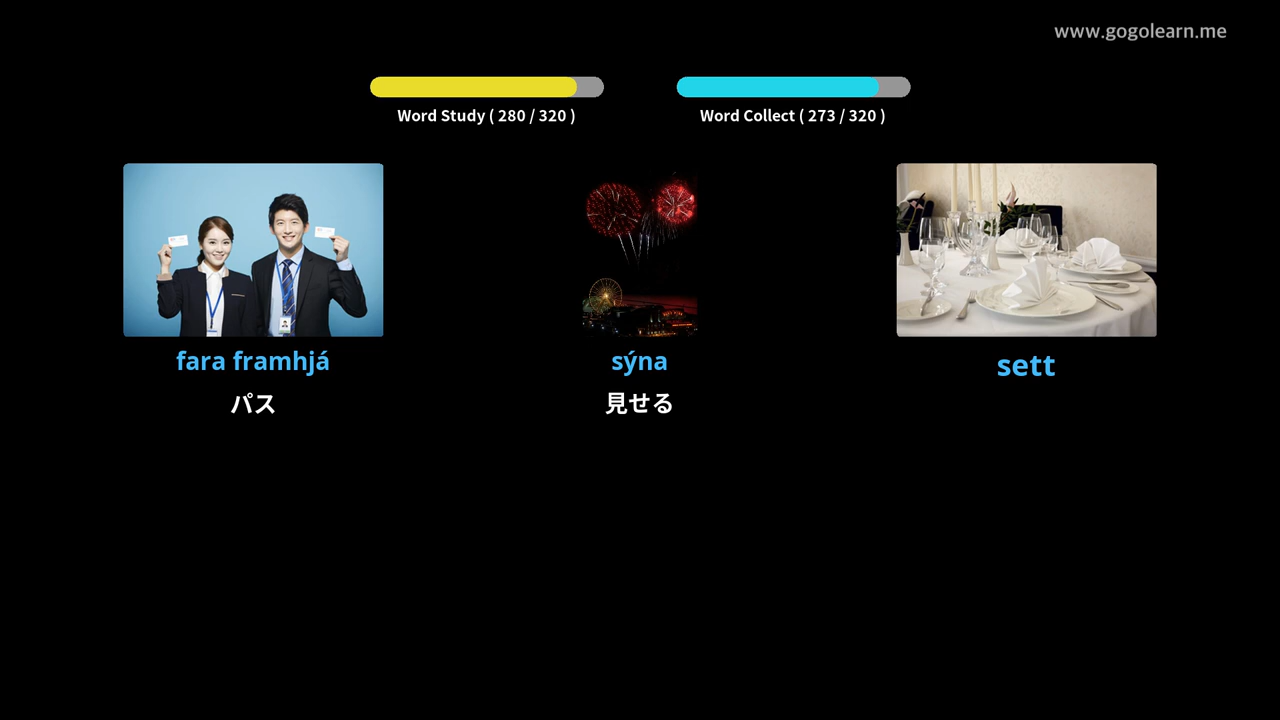 www.gogolearn.me
Word Study ( 280 / 320 )
Word Collect ( 273 / 320 )
fara framhjá
パス
sýna
見せる
sett